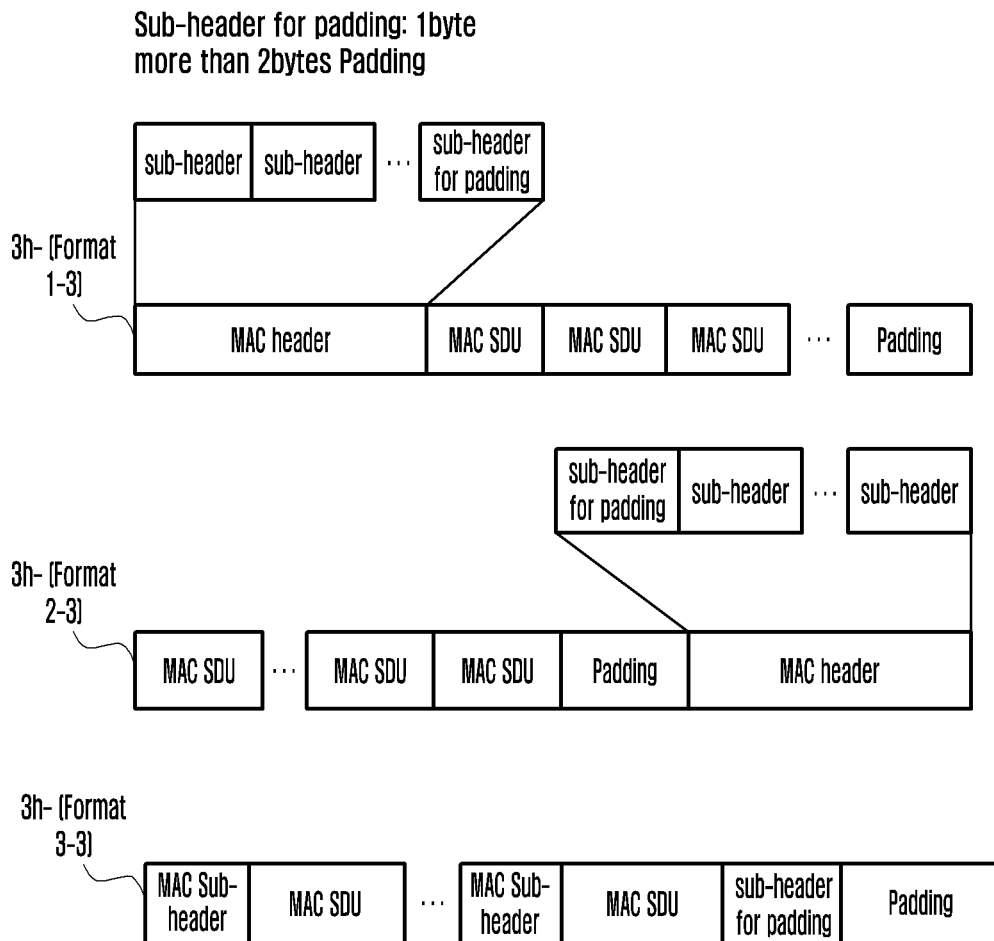 Sub-header for padding: 1byte
more than 2bytes Padding
sub-header sub-header ... sub-header
for padding
3h- (Format
1-3)
MAC header MAC SDU MAC SDU MAC SDU ... Padding
sub-header
for padding sub-header ... sub-header
3h- (Format
2-3)
MAC SDU ... MAC SDU MAC SDU Padding MAC header
3h- (Format
3-3)
MAC Sub-
header MAC SDU ... MAC Sub-
header MAC SDU sub-header
for padding Padding